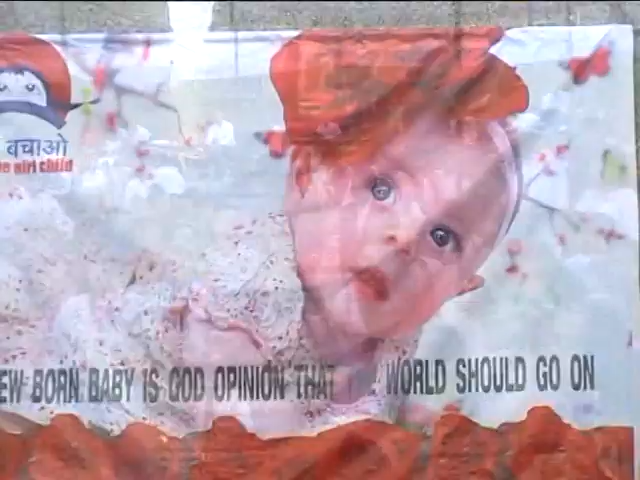 बचाओ
girl child
EW BORN BABY IS GOD OPINION THAT WORLD SHOULD GO ON